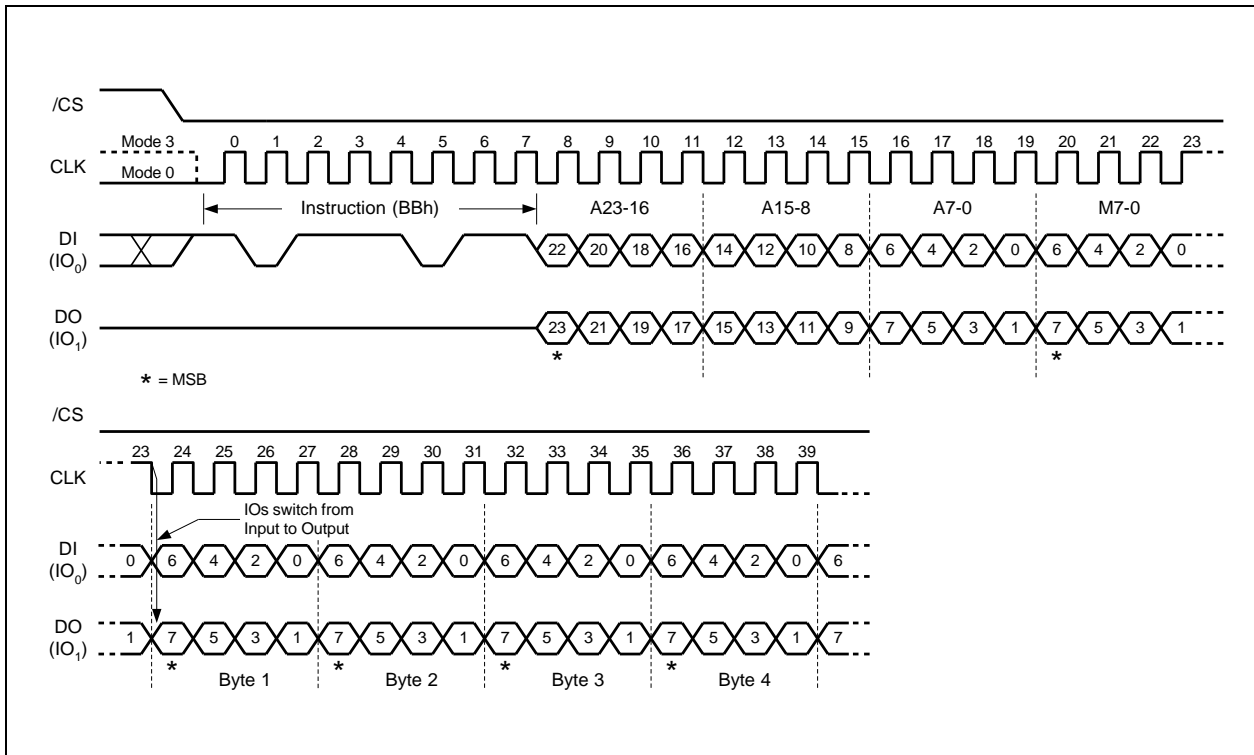 /CS
Mode 3
0 1 2 3 4 5 6 7 8 9 10 11 12 13 14 15 16 17 18 19 20 21 22 23
CLK
Mode 0
Instruction (BBh) A23-16 A15-8 A7-0 M7-0
DI
(IO0)
22 20 18 16 14 12 10 8 6 4 2 0 6 4 2 0
DO
(IO1)
23 21 19 17 15 13 11 9 7 5 3 1 7 5 3 1
* *
* = MSB
/CS
23 24 25 26 27 28 29 30 31 32 33 34 35 36 37 38 39
CLK
IOs switch from
Input to Output
DI
(IO0)
0 6 4 2 0 6 4 2 0 6 4 2 0 6 4 2 0 6
DO
(IO1)
1 7 5 3 1 7 5 3 1 7 5 3 1 7 5 3 1 7
* * * *
Byte 1 Byte 2 Byte 3 Byte 4